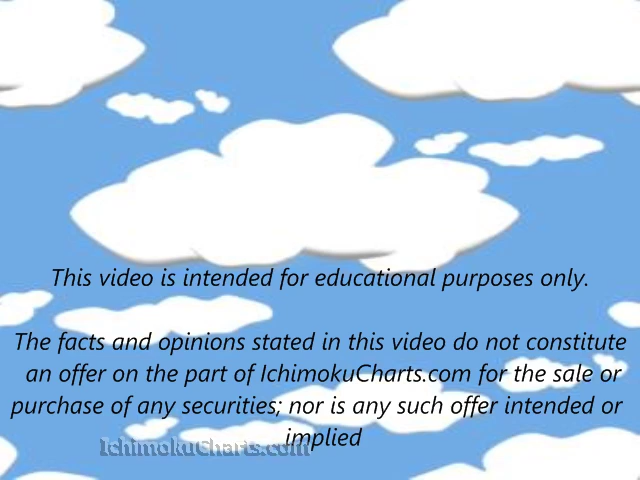 This video is intended for educational purposes only.
The facts and opinions stated in this video do not constitute
an offer on the part of IchimokuCharts.com for the sale or
purchase of any securities; nor is any such offer intended or
implied
IchimokuCharts.com